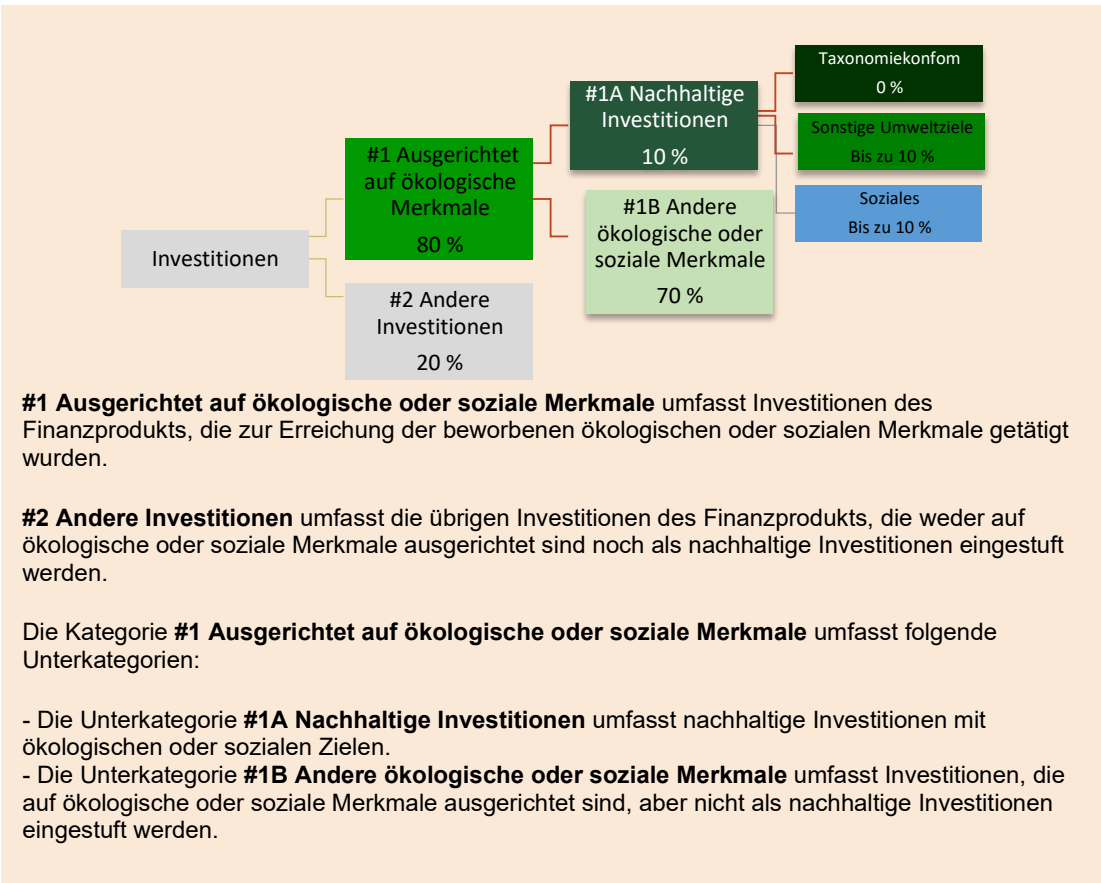 Taxonomiekonfom
0 %
#1A Nachhaltige
Investitionen
10 %
Sonstige Umweltziele
Bis zu 10 %
#1 Ausgerichtet
auf ökologische
Merkmale
80 %
Soziales
Bis zu 10 %
#1B Andere
ökologische oder
soziale Merkmale
70 %
Investitionen
#2 Andere
Investitionen
20 %
#1 Ausgerichtet auf ökologische oder soziale Merkmale umfasst Investitionen des
Finanzprodukts, die zur Erreichung der beworbenen ökologischen oder sozialen Merkmale getätigt
wurden.
#2 Andere Investitionen umfasst die übrigen Investitionen des Finanzprodukts, die weder auf
ökologische oder soziale Merkmale ausgerichtet sind noch als nachhaltige Investitionen eingestuft
werden.
Die Kategorie #1 Ausgerichtet auf ökologische oder soziale Merkmale umfasst folgende
Unterkategorien:
- Die Unterkategorie #1A Nachhaltige Investitionen umfasst nachhaltige Investitionen mit
ökologischen oder sozialen Zielen.
- Die Unterkategorie #1B Andere ökologische oder soziale Merkmale umfasst Investitionen, die
auf ökologische oder soziale Merkmale ausgerichtet sind, aber nicht als nachhaltige Investitionen
eingestuft werden.